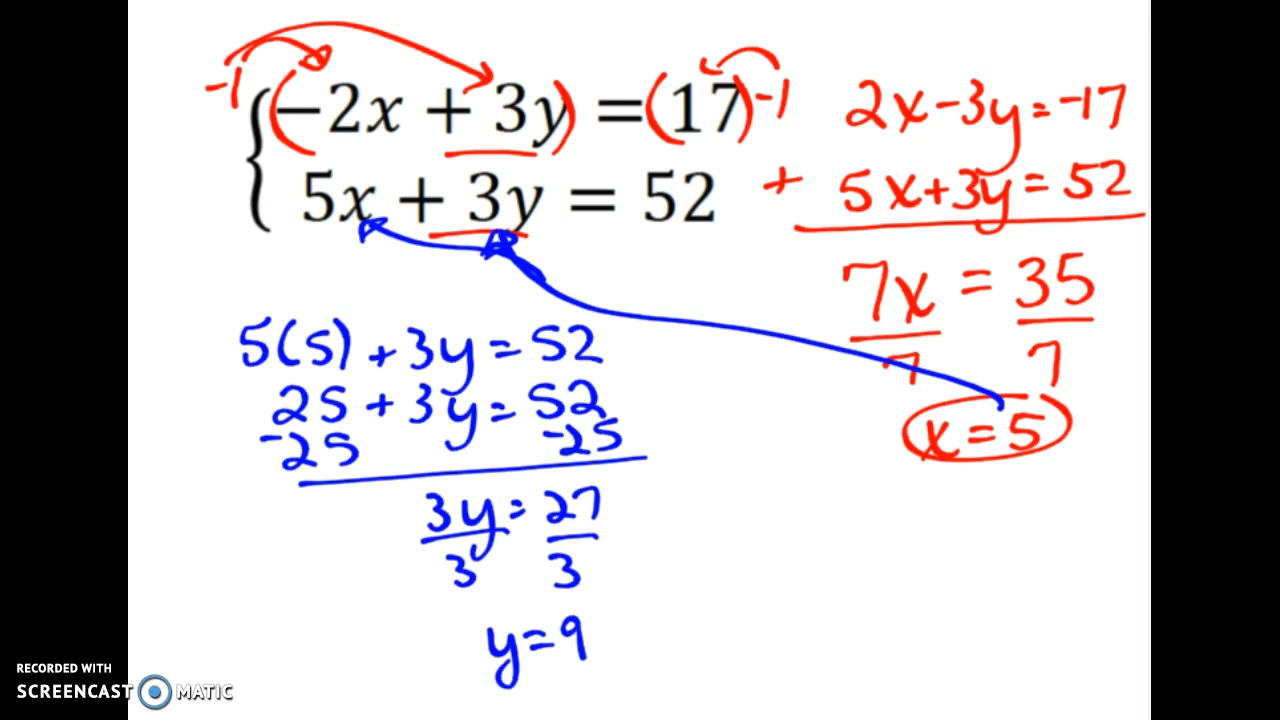 -1 (-2x + 3y) = (17) -1
5x + 3y = 52
2x - 3y = -17
+ 5x + 3y = 52
7x = 35
7 7
x = 5
5(5) + 3y = 52
25 + 3y = 52
-25 -25
3y = 27
3 3
y = 9
RECORDED WITH
SCREENCAST MATIC